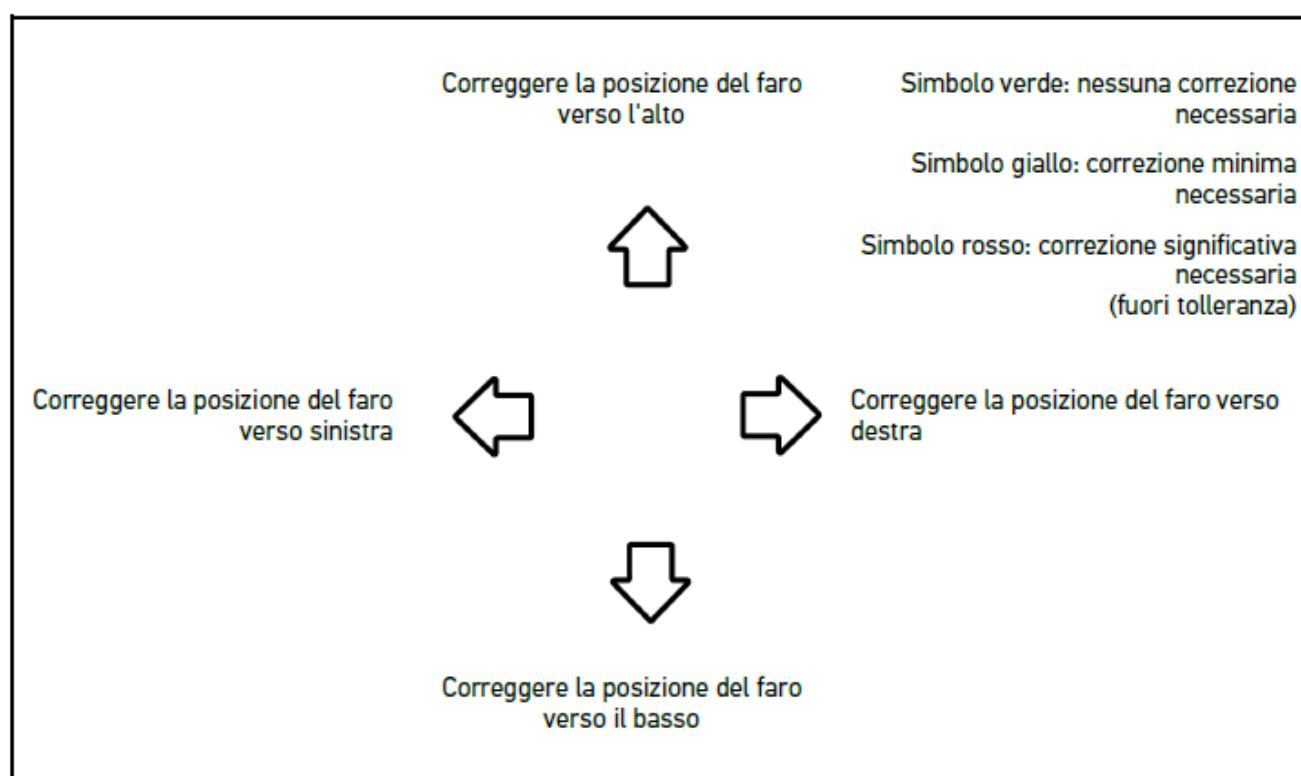 Correggere la posizione del faro
verso l'alto
Simbolo verde: nessuna correzione
necessaria
Simbolo giallo: correzione minima
necessaria
Simbolo rosso: correzione significativa
necessaria
(fuori tolleranza)
Correggere la posizione del faro
verso sinistra
Correggere la posizione del faro verso
destra
Correggere la posizione del faro
verso il basso